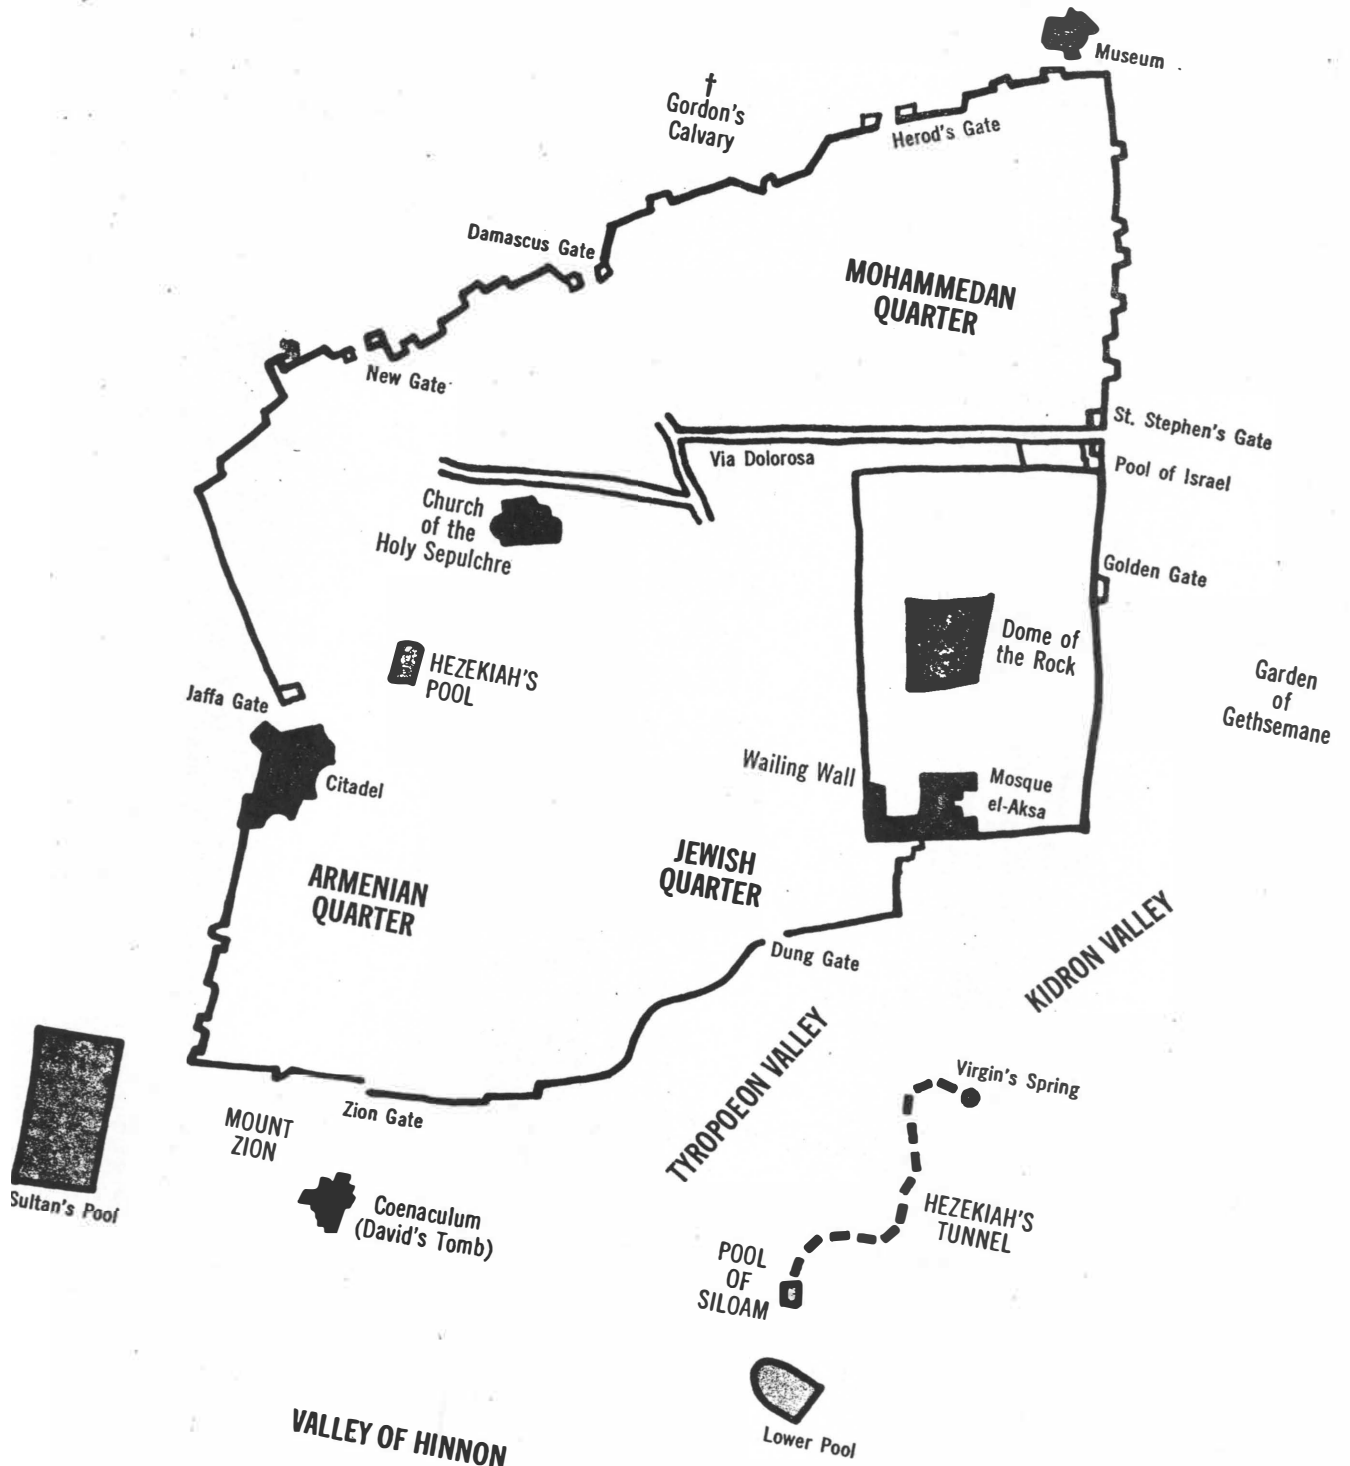 Museum
†
Gordon's
Calvary
Herod's Gate
Damascus Gate
MOHAMMEDAN
QUARTER
New Gate
St. Stephen's Gate
Via Dolorosa
Pool of Israel
Church
of the
Holy Sepulchre
Golden Gate
Dome of
the Rock
HEZEKIAH'S
POOL
Garden
of
Gethsemane
Jaffa Gate
Citadel
Wailing Wall
Mosque
el-Aksa
JEWISH
QUARTER
ARMENIAN
QUARTER
Dung Gate
KIDRON VALLEY
TYROPOEON VALLEY
Virgin's Spring
Zion Gate
MOUNT
ZION
Sultan's Pool
Coenaculum
(David's Tomb)
HEZEKIAH'S
TUNNEL
POOL
OF
SILOAM
Lower Pool
VALLEY OF HINNON